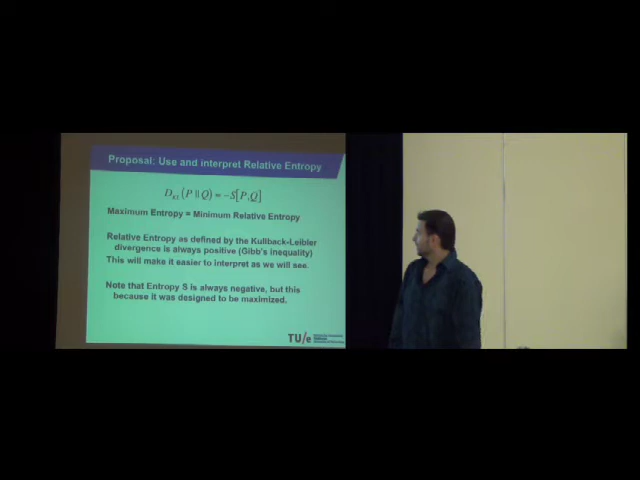 Proposal: Use and interpret Relative Entropy
D_KL(P || Q) = -S[P,Q]
Maximum Entropy = Minimum Relative Entropy
Relative Entropy as defined by the Kullback-Leibler
divergence is always positive (Gibb's inequality)
This will make it easier to interpret as we will see.
Note that Entropy S is always negative, but this
because it was designed to be maximized.
TU/e